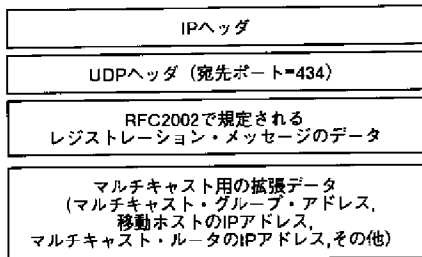 IPヘッダ
UDPヘッダ（宛先ポート=434）
RFC2002で規定される
レジストレーション・メッセージのデータ
マルチキャスト用の拡張データ
(マルチキャスト・グループ・アドレス,
移動ホストのIPアドレス,
マルチキャスト・ルータのIPアドレス,その他)